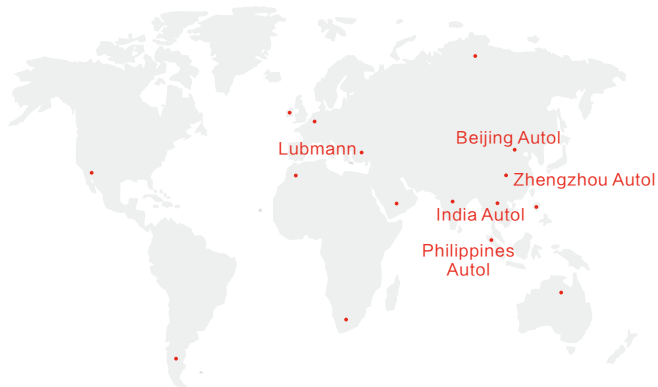 Beijing Autol
Lubmann
Zhengzhou Autol
India Autol
Philippines
Autol